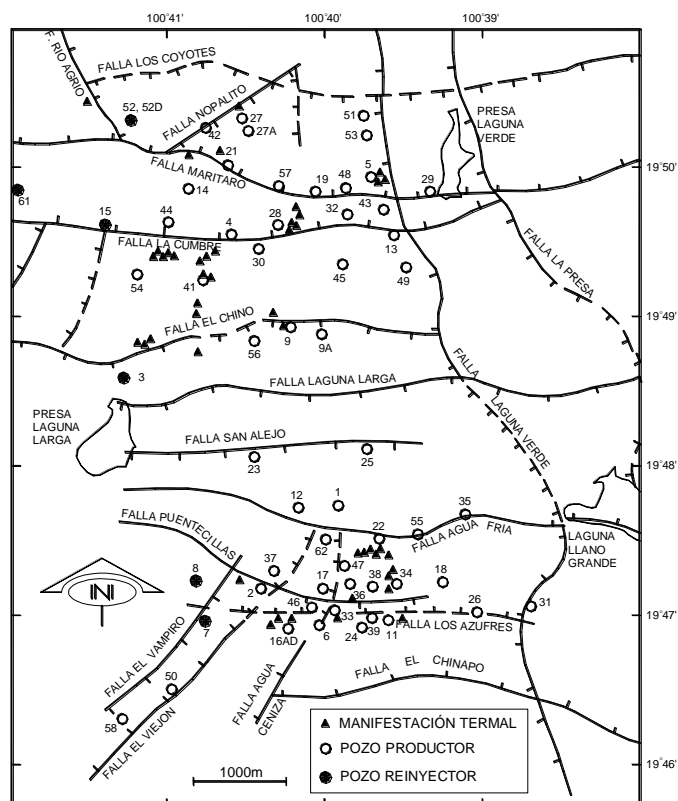 100°41 100°40 100°39
F. RIO AGRIO
FALLA LOS COYOTES
52, 52D
FALLA NOPALITO
42
27
27A
51
53
PRESA
LAGUNA
VERDE
21
5
19°50
FALLA MARITARO
14
57
19
48
29
61
15
44
4
28
32
43
13
FALLA LA CUMBRE
30
54
41
45
49
FALLA LA PRESA
19°49
FALLA EL CHINO
56
9
9A
3
FALLA LAGUNA LARGA
FALLA LAGUNA VERDE
PRESA
LAGUNA
LARGA
FALLA SAN ALEJO
23
25
19°48
12
1
35
FALLA PUENTECILLAS
22
55
FALLA AGUA FRIA
62
LAGUNA
LLANO
GRANDE
37
47
8
N
2
17
36
38
34
18
46
33
26
31
19°47
7
16AD
6
24
39
11
FALLA LOS AZUFRES
FALLA EL VAMPIRO
50
58
FALLA EL VIEJON
FALLA AGUA
CENIZA
FALLA EL CHINAPO
MANIFESTACIÓN TERMAL
POZO PRODUCTOR
POZO REINYECTOR
1000m
19°46